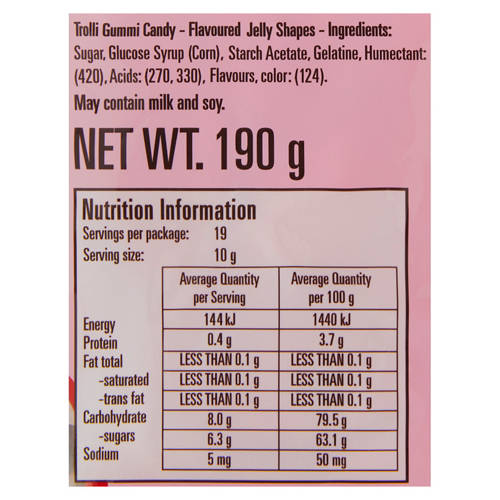 Trolli Gummi Candy - Flavoured Jelly Shapes - Ingredients:
Sugar, Glucose Syrup (Corn), Starch Acetate, Gelatine, Humectant:
(420), Acids: (270, 330), Flavours, color: (124).
May contain milk and soy.
NET WT. 190 g
Nutrition Information
Servings per package: 19
Serving size: 10 g
Average Quantity Average Quantity
per Serving per 100 g
Energy 144 kJ 1440 kJ
Protein 0.4 g 3.7 g
Fat total LESS THAN 0.1 g LESS THAN 0.1 g
-saturated LESS THAN 0.1 g LESS THAN 0.1 g
-trans fat LESS THAN 0.1 g LESS THAN 0.1 g
Carbohydrate 8.0 g 79.5 g
-sugars 6.3 g 63.1 g
Sodium 5 mg 50 mg